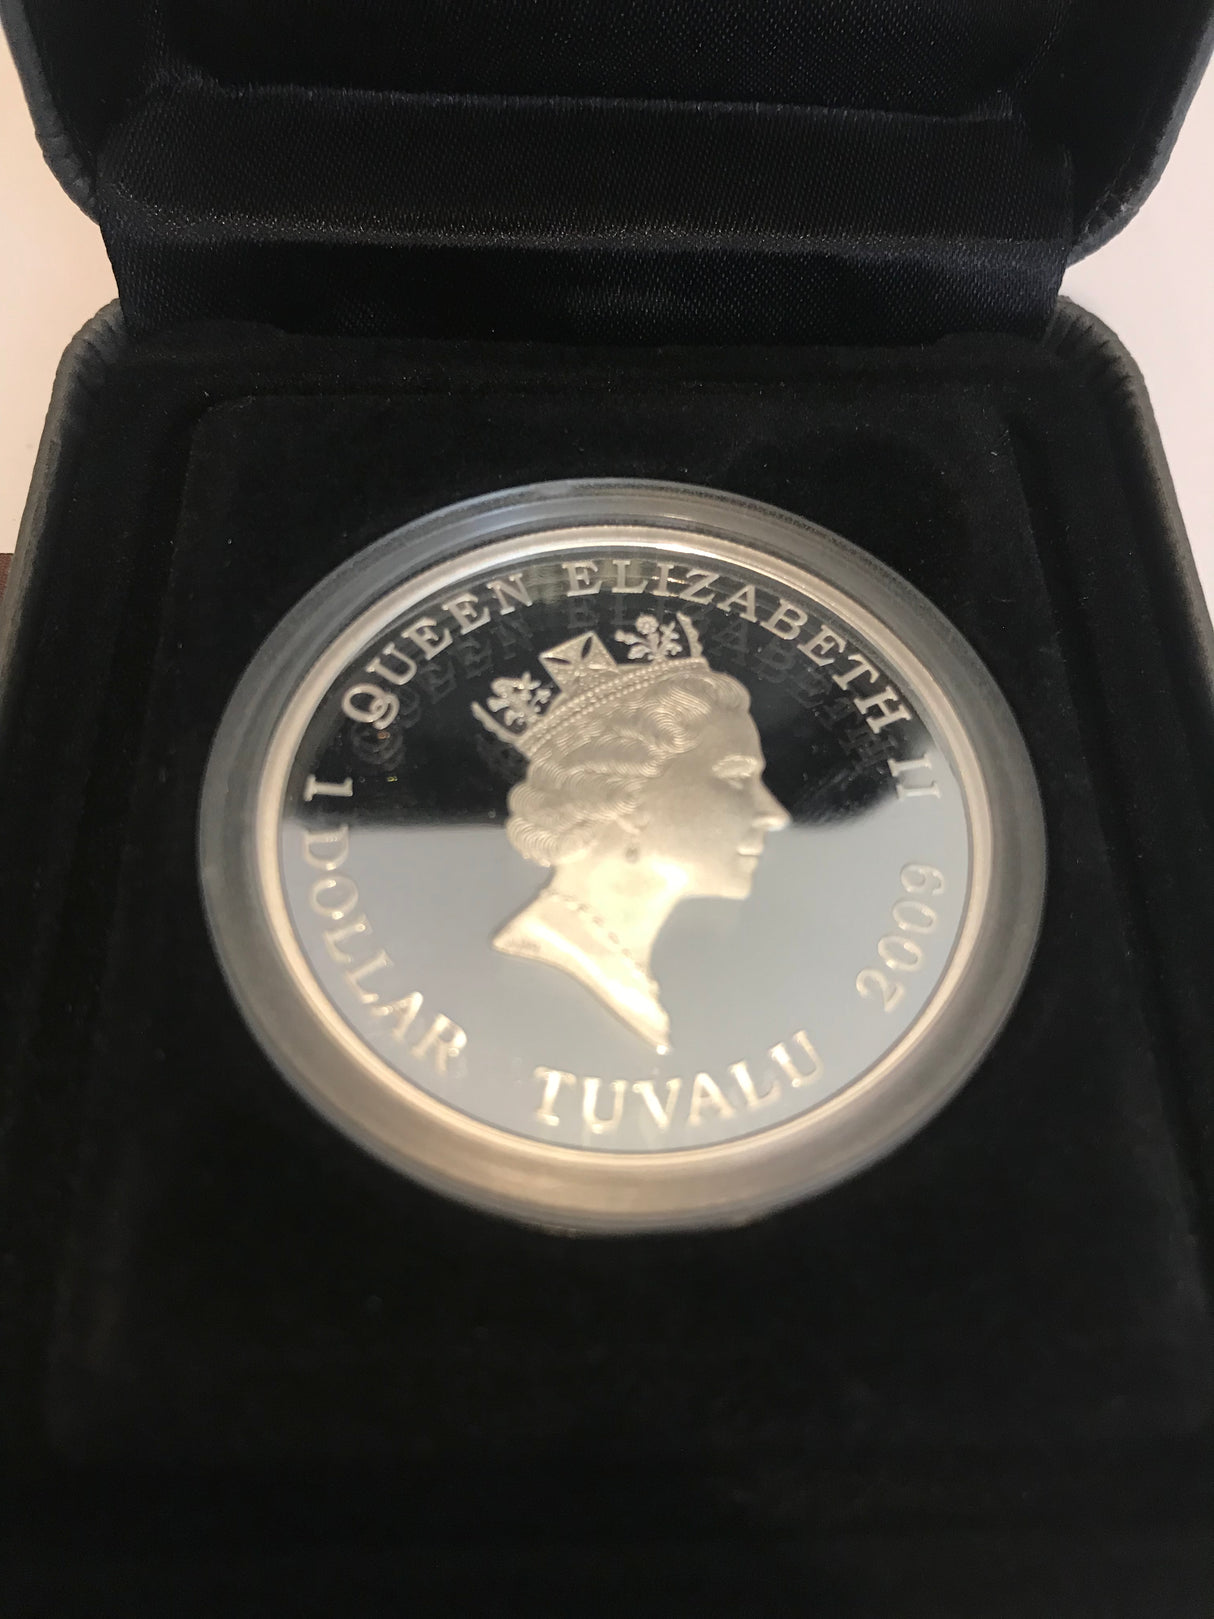 QUEEN ELIZABETH II
2009
TUVALU
1 DOLLAR